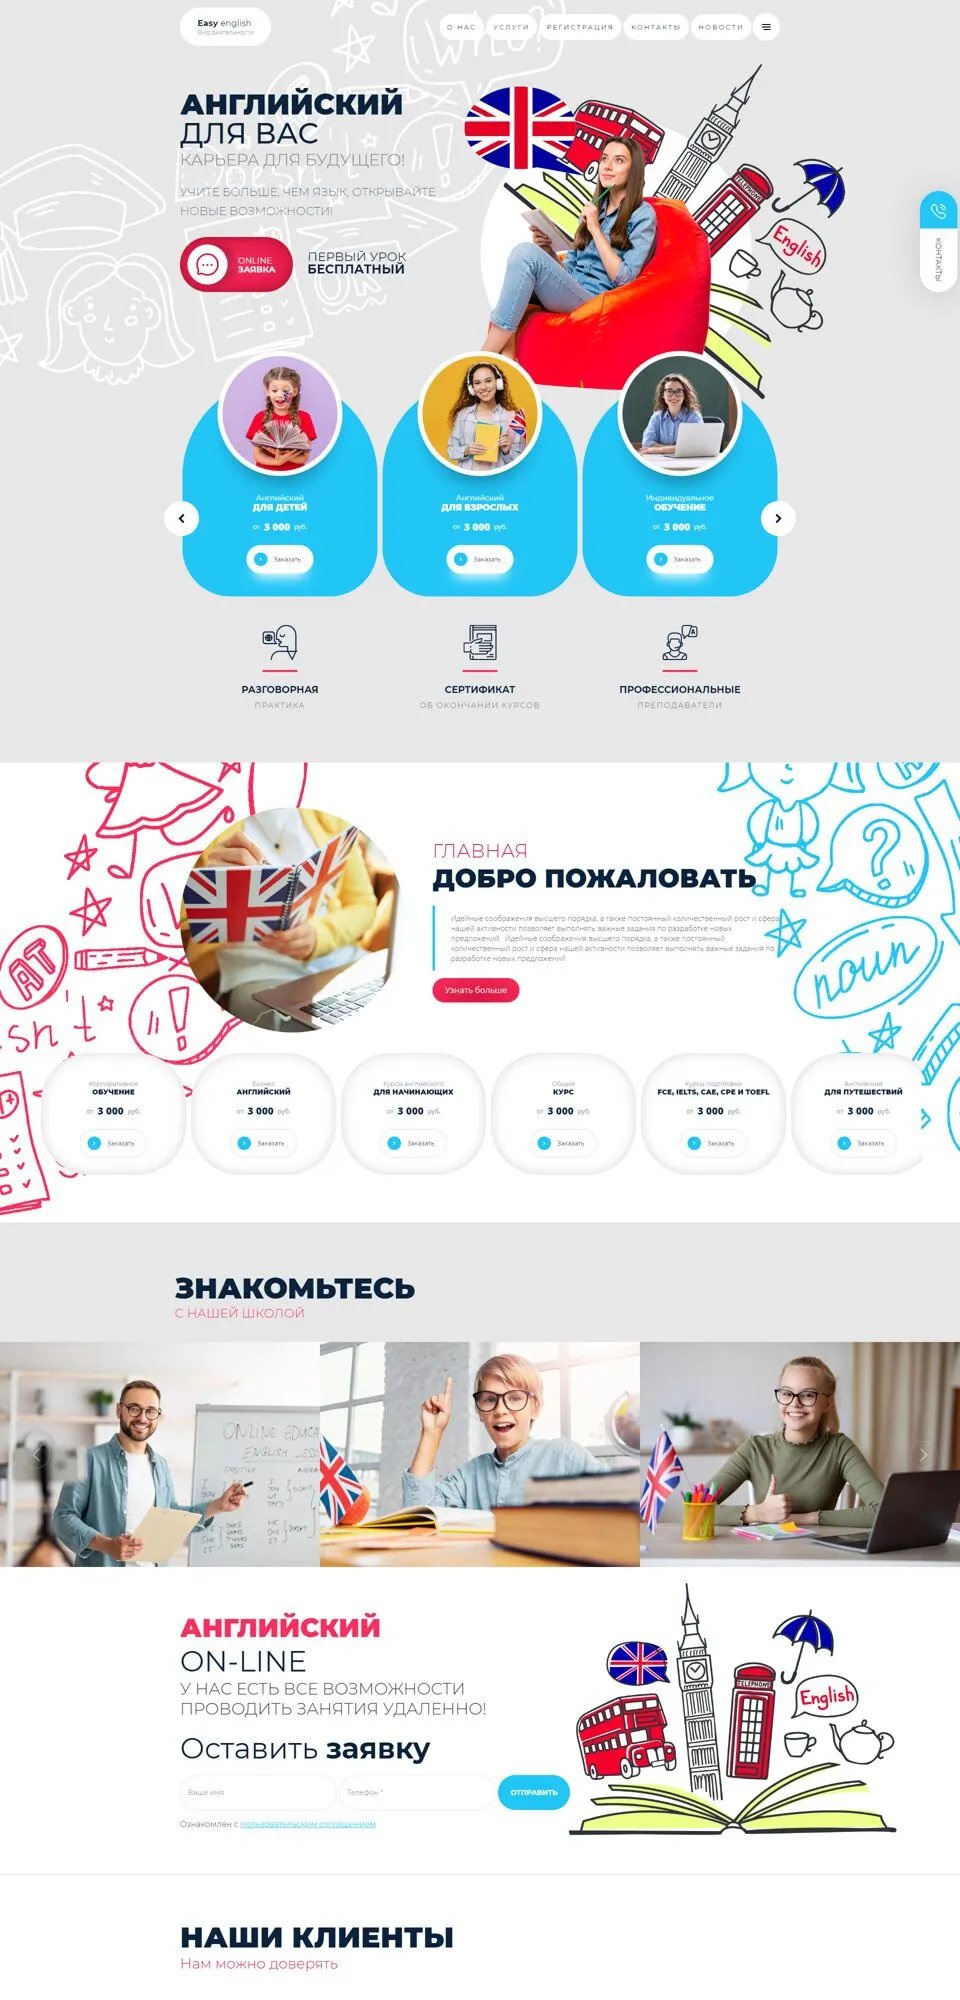 Easy english
Вид деятельности
О НАС
УСЛУГИ
РЕГИСТРАЦИЯ
КОНТАКТЫ
НОВОСТИ
WHO?
АНГЛИЙСКИЙ
ДЛЯ ВАС
КАРЬЕРА ДЛЯ БУДУЩЕГО!
УЧИТЕ БОЛЬШЕ, ЧЕМ ЯЗЫК, ОТКРЫВАЙТЕ
НОВЫЕ ВОЗМОЖНОСТИ!
ONLINE
ЗАЯВКА
ПЕРВЫЙ УРОК
БЕСПЛАТНЫЙ
OK
TELEPHONE
English
КОНТАКТЫ
Английский
ДЛЯ ДЕТЕЙ
от 3 000 руб.
Заказать
Английский
ДЛЯ ВЗРОСЛЫХ
от 3 000 руб.
Заказать
Индивидуальное
ОБУЧЕНИЕ
от 3 000 руб.
Заказать
РАЗГОВОРНАЯ
ПРАКТИКА
СЕРТИФИКАТ
ОБ ОКОНЧАНИИ КУРСОВ
ПРОФЕССИОНАЛЬНЫЕ
ПРЕПОДАВАТЕЛИ
ГЛАВНАЯ
ДОБРО ПОЖАЛОВАТЬ
Идейные соображения высшего порядка, а также постоянный количественный рост и сфера
нашей активности позволяет выполнять важные задания по разработке новых
предложений. Идейные соображения высшего порядка, а также постоянный
количественный рост и сфера нашей активности позволяет выполнять важные задания по
разработке новых предложений.
Узнать больше
AT
sn't
noun
Корпоративное
ОБУЧЕНИЕ
от 3 000 руб.
Заказать
Бизнес
АНГЛИЙСКИЙ
от 3 000 руб.
Заказать
Курсы английского
ДЛЯ НАЧИНАЮЩИХ
от 3 000 руб.
Заказать
Общий
КУРС
от 3 000 руб.
Заказать
Курсы подготовки
FCE, IELTS, CAE, CPE И TOEFL
от 3 000 руб.
Заказать
Английский
ДЛЯ ПУТЕШЕСТВИЙ
от 3 000 руб.
Заказать
ЗНАКОМЬТЕСЬ
С НАШЕЙ ШКОЛОЙ
ONLINE EDUCA
ENGLISH
АНГЛИЙСКИЙ
ON-LINE
У НАС ЕСТЬ ВСЕ ВОЗМОЖНОСТИ
ПРОВОДИТЬ ЗАНЯТИЯ УДАЛЕННО!
Оставить заявку
Ваше имя
Телефон *
ОТПРАВИТЬ
Ознакомлен с пользовательским соглашением
TELEPHONE
English
НАШИ КЛИЕНТЫ
Нам можно доверять